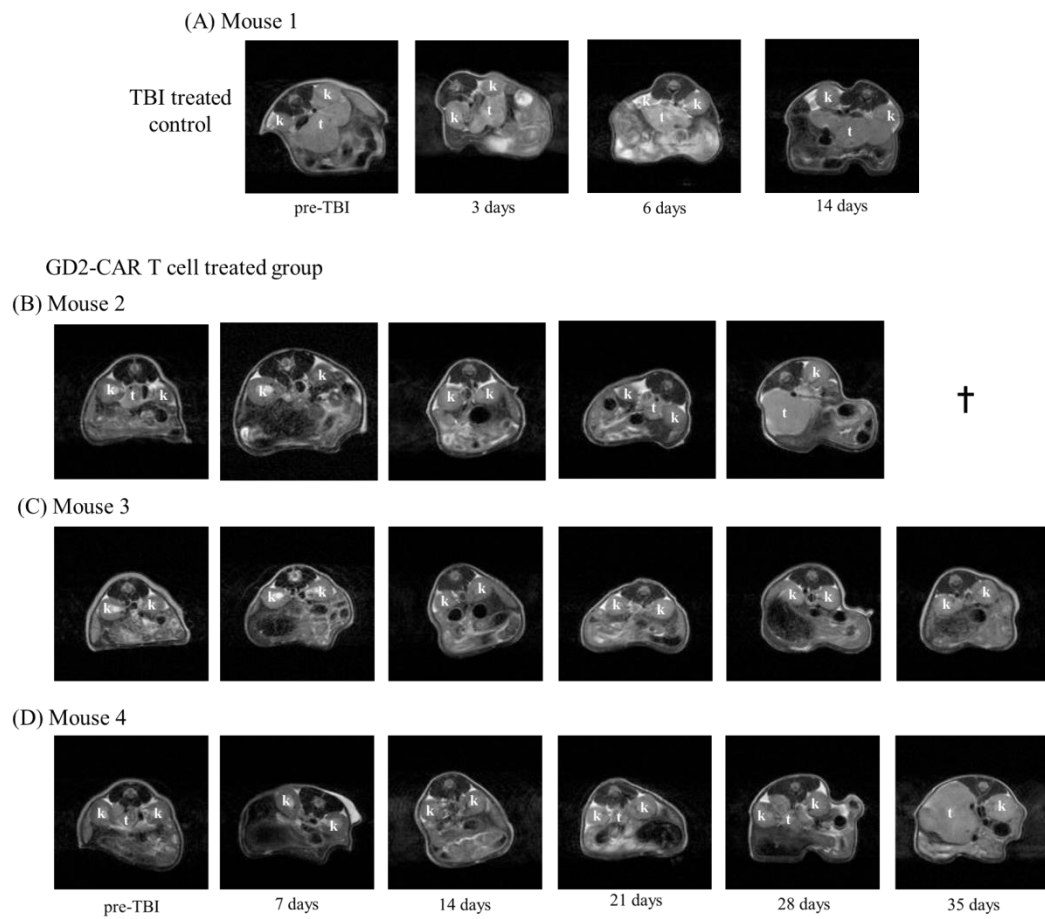 (A) Mouse 1
TBI treated
control
k
k
t
k
k
t
k
k
t
k
k
t
pre-TBI
3 days
6 days
14 days
GD2-CAR T cell treated group
(B) Mouse 2
k
t
k
k
k
k
k
k
t
k
k
t
†
(C) Mouse 3
k
k
k
k
k
k
k
k
k
k
k
k
(D) Mouse 4
k
t
k
k
k
k
k
k
t
k
k
t
k
t
k
pre-TBI
7 days
14 days
21 days
28 days
35 days